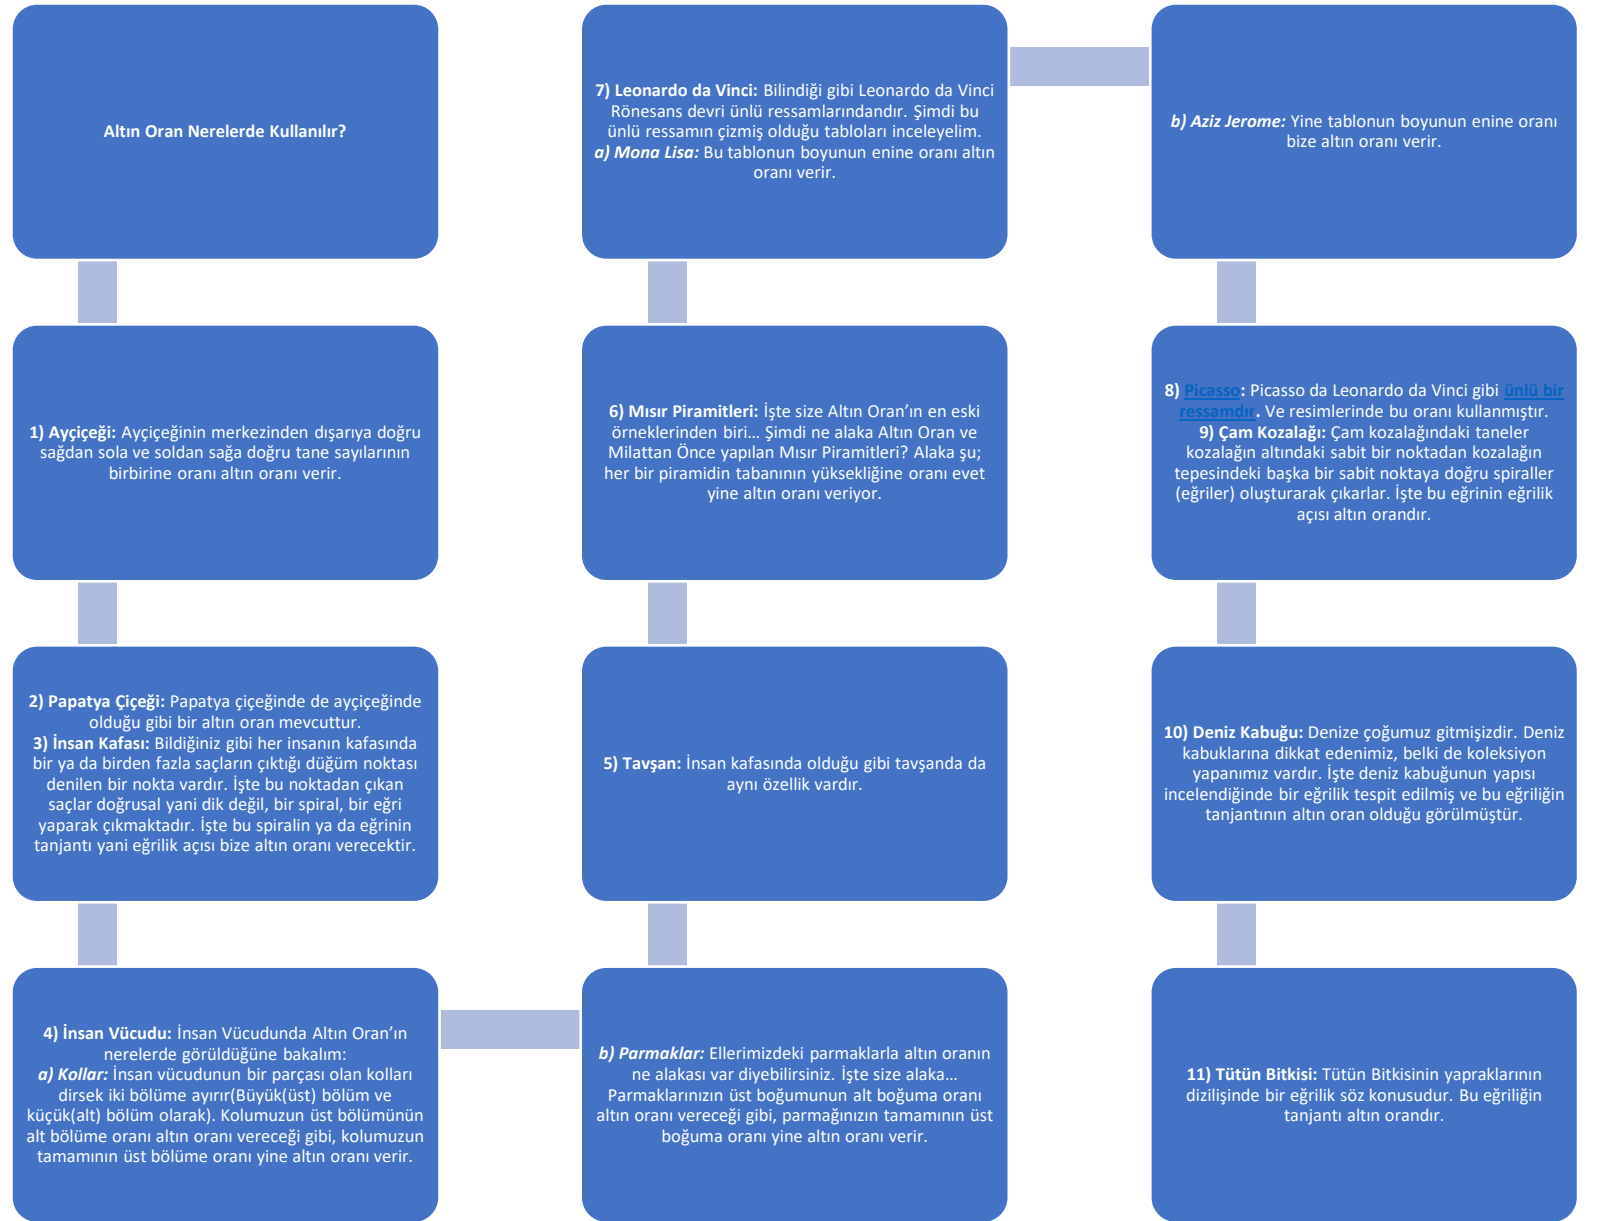 Altın Oran Nerelerde Kullanılır?
1) Ayçiçeği: Ayçiçeğinin merkezinden dışarıya doğru
sağdan sola ve soldan sağa doğru tane sayılarının
birbirine oranı altın oranı verir.
2) Papatya Çiçeği: Papatya çiçeğinde de ayçiçeğinde
olduğu gibi bir altın oran mevcuttur.
3) İnsan Kafası: Bildiğiniz gibi her insanın kafasında
bir ya da birden fazla saçların çıktığı düğüm noktası
denilen bir nokta vardır. İşte bu noktadan çıkan
saçlar doğrusal yani dik değil, bir spiral, bir eğri
yaparak çıkmaktadır. İşte bu spiralin ya da eğrinin
tanjantı yani eğrilik açısı bize altın oranı verecektir.
4) İnsan Vücudu: İnsan Vücudunda Altın Oran’ın
nerelerde görüldüğüne bakalım:
a) Kollar: İnsan vücudunun bir parçası olan kolları
dirsek iki bölüme ayırır(Büyük(üst) bölüm ve
küçük(alt) bölüm olarak). Kolumuzun üst bölümünün
alt bölüme oranı altın oranı vereceği gibi, kolumuzun
tamamının üst bölüme oranı yine altın oranı verir.
b) Parmaklar: Ellerimizdeki parmaklarla altın oranın
ne alakası var diyebilirsiniz. İşte size alaka…
Parmaklarınızın üst boğumunun alt boğuma oranı
altın oranı vereceği gibi, parmağınızın tamamının üst
boğuma oranı yine altın oranı verir.
5) Tavşan: İnsan kafasında olduğu gibi tavşanda da
aynı özellik vardır.
6) Mısır Piramitleri: İşte size Altın Oran’ın en eski
örneklerinden biri… Şimdi ne alaka Altın Oran ve
Milattan Önce yapılan Mısır Piramitleri? Alaka şu;
her bir piramidin tabanının yüksekliğine oranı evet
yine altın oranı veriyor.
7) Leonardo da Vinci: Bilindiği gibi Leonardo da Vinci
Rönesans devri ünlü ressamlarındandır. Şimdi bu
ünlü ressamın çizmiş olduğu tabloları inceleyelim.
a) Mona Lisa: Bu tablonun boyunun enine oranı altın
oranı verir.
b) Aziz Jerome: Yine tablonun boyunun enine oranı
bize altın oranı verir.
8) Picasso: Picasso da Leonardo da Vinci gibi ünlü bir
ressamdır. Ve resimlerinde bu oranı kullanmıştır.
9) Çam Kozalağı: Çam kozalağındaki taneler
kozalağın altındaki sabit bir noktadan kozalağın
tepesindeki başka bir sabit noktaya doğru spiraller
(eğriler) oluşturarak çıkarlar. İşte bu eğrinin eğrilik
açısı altın orandır.
10) Deniz Kabuğu: Denize çoğumuz gitmişizdir. Deniz
kabuklarına dikkat edenimiz, belki de koleksiyon
yapanımız vardır. İşte deniz kabuğunun yapısı
incelendiğinde bir eğrilik tespit edilmiş ve bu eğriliğin
tanjantının altın oran olduğu görülmüştür.
11) Tütün Bitkisi: Tütün Bitkisinin yapraklarının
dizilişinde bir eğrilik söz konusudur. Bu eğriliğin
tanjantı altın orandır.